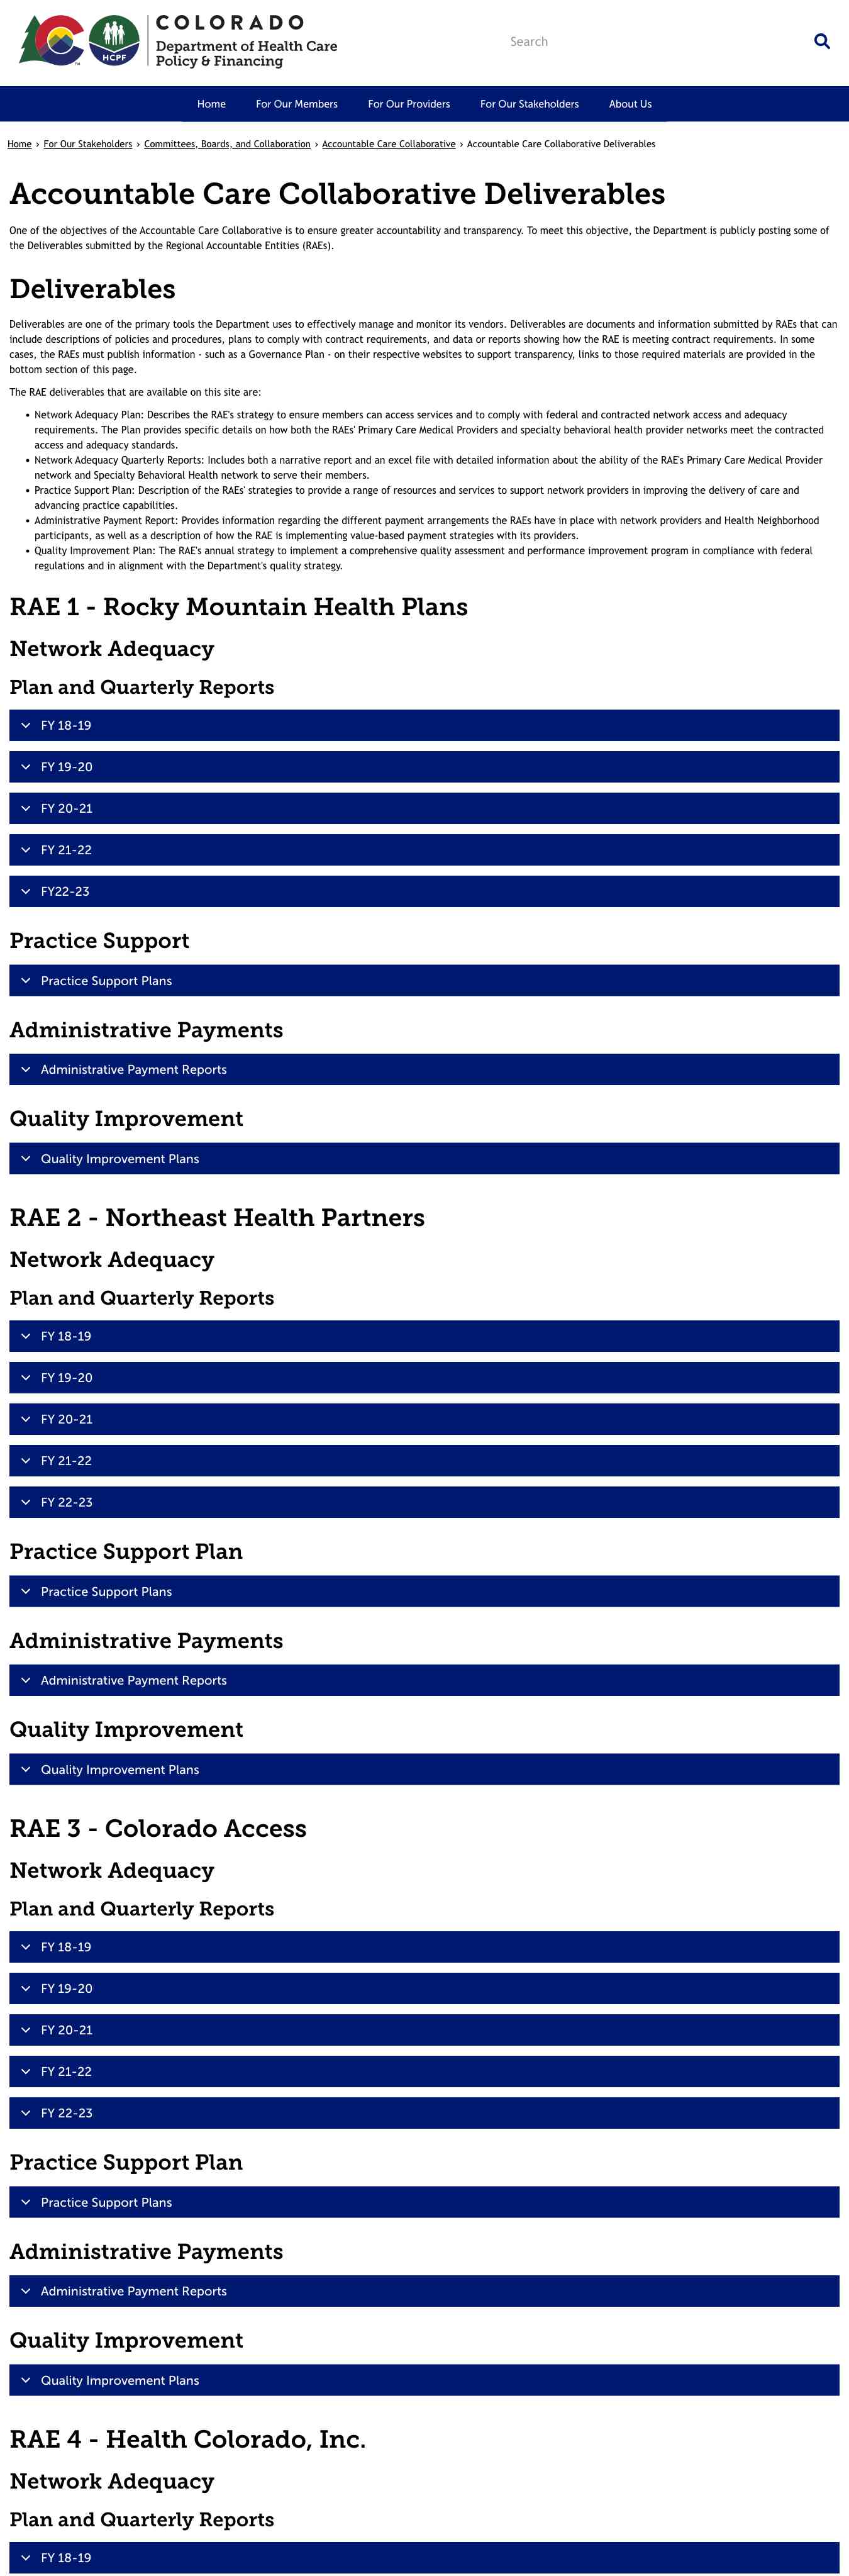 COLORADO
Department of Health Care
Policy & Financing
HCPF
TM
Search
Home
For Our Members
For Our Providers
For Our Stakeholders
About Us
Home › For Our Stakeholders › Committees, Boards, and Collaboration › Accountable Care Collaborative › Accountable Care Collaborative Deliverables
Accountable Care Collaborative Deliverables
One of the objectives of the Accountable Care Collaborative is to ensure greater accountability and transparency. To meet this objective, the Department is publicly posting some of
the Deliverables submitted by the Regional Accountable Entities (RAEs).
Deliverables
Deliverables are one of the primary tools the Department uses to effectively manage and monitor its vendors. Deliverables are documents and information submitted by RAEs that can
include descriptions of policies and procedures, plans to comply with contract requirements, and data or reports showing how the RAE is meeting contract requirements. In some
cases, the RAEs must publish information - such as a Governance Plan - on their respective websites to support transparency, links to those required materials are provided in the
bottom section of this page.
The RAE deliverables that are available on this site are:
• Network Adequacy Plan: Describes the RAE's strategy to ensure members can access services and to comply with federal and contracted network access and adequacy
requirements. The Plan provides specific details on how both the RAEs' Primary Care Medical Providers and specialty behavioral health provider networks meet the contracted
access and adequacy standards.
• Network Adequacy Quarterly Reports: Includes both a narrative report and an excel file with detailed information about the ability of the RAE's Primary Care Medical Provider
network and Specialty Behavioral Health network to serve their members.
• Practice Support Plan: Description of the RAEs' strategies to provide a range of resources and services to support network providers in improving the delivery of care and
advancing practice capabilities.
• Administrative Payment Report: Provides information regarding the different payment arrangements the RAEs have in place with network providers and Health Neighborhood
participants, as well as a description of how the RAE is implementing value-based payment strategies with its providers.
• Quality Improvement Plan: The RAE's annual strategy to implement a comprehensive quality assessment and performance improvement program in compliance with federal
regulations and in alignment with the Department's quality strategy.
RAE 1 - Rocky Mountain Health Plans
Network Adequacy
Plan and Quarterly Reports
FY 18-19
FY 19-20
FY 20-21
FY 21-22
FY22-23
Practice Support
Practice Support Plans
Administrative Payments
Administrative Payment Reports
Quality Improvement
Quality Improvement Plans
RAE 2 - Northeast Health Partners
Network Adequacy
Plan and Quarterly Reports
FY 18-19
FY 19-20
FY 20-21
FY 21-22
FY 22-23
Practice Support Plan
Practice Support Plans
Administrative Payments
Administrative Payment Reports
Quality Improvement
Quality Improvement Plans
RAE 3 - Colorado Access
Network Adequacy
Plan and Quarterly Reports
FY 18-19
FY 19-20
FY 20-21
FY 21-22
FY 22-23
Practice Support Plan
Practice Support Plans
Administrative Payments
Administrative Payment Reports
Quality Improvement
Quality Improvement Plans
RAE 4 - Health Colorado, Inc.
Network Adequacy
Plan and Quarterly Reports
FY 18-19